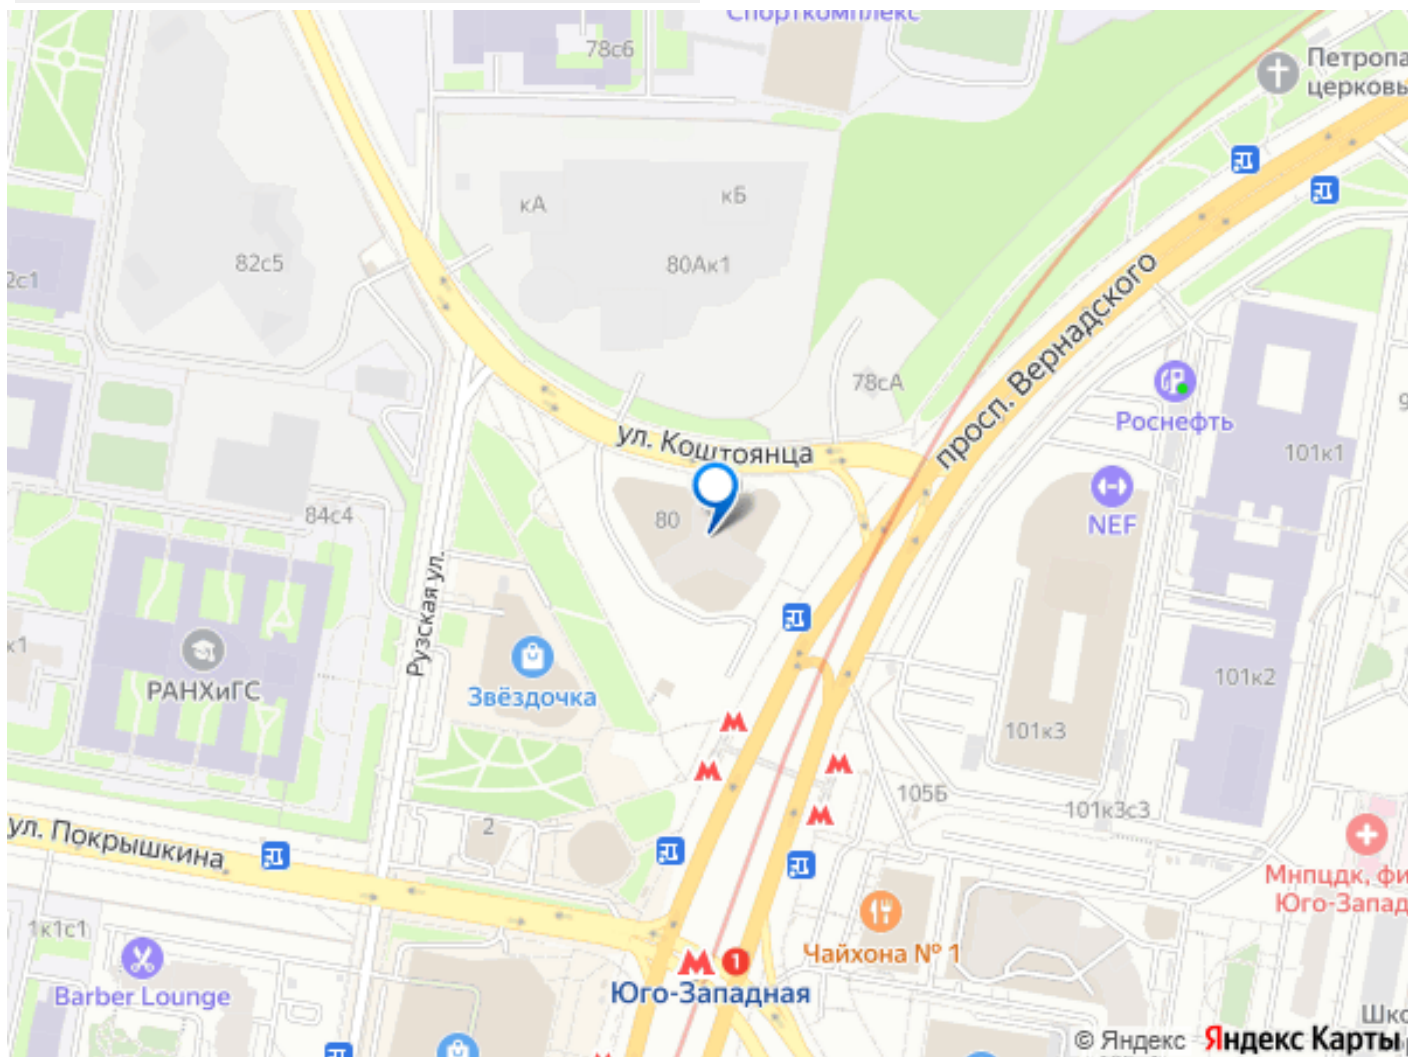 Спорткомплекс
78с6
Петропа
церковь
кА
кБ
82с5
80Ак1
2с1
просп. Вернадского
78сА
Роснефть
ул. Коштоянца
101к1
NEF
80
84с4
Рузская ул.
к1
РАНХиГС
Звёздочка
101к2
101к3
105Б
101к3с3
2
ул. Покрышкина
Мнпцдк, фи
Юго-Запад
1к1с1
Чайхона № 1
1
Barber Lounge
Юго-Западная
Шко
© Яндекс Яндекс Карты